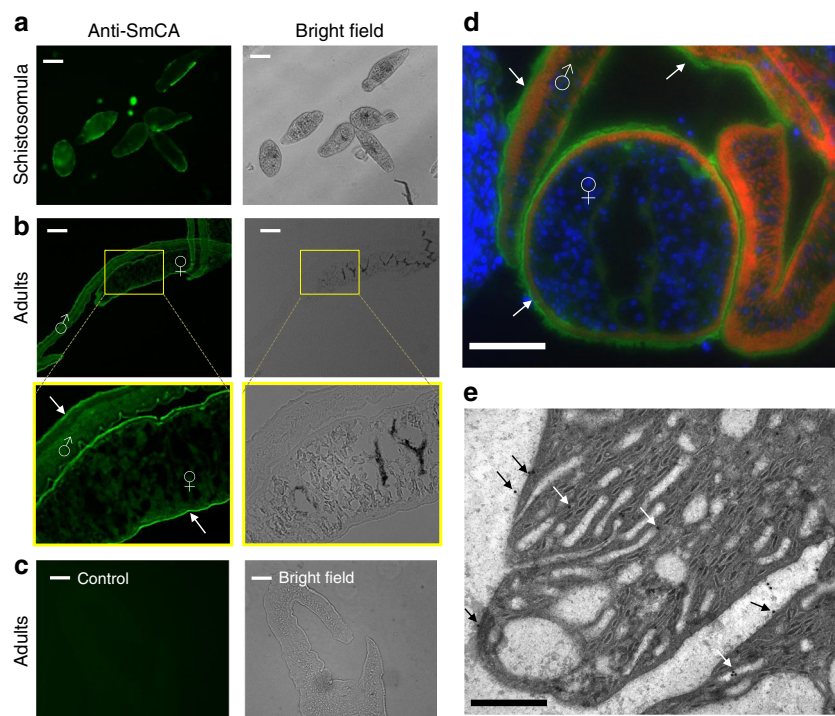 a
Anti-SmCA
Bright field
Schistosomula
b
Adults
♂
♀
♂
♀
c
Adults
Control
Bright field
d
♂
♀
e